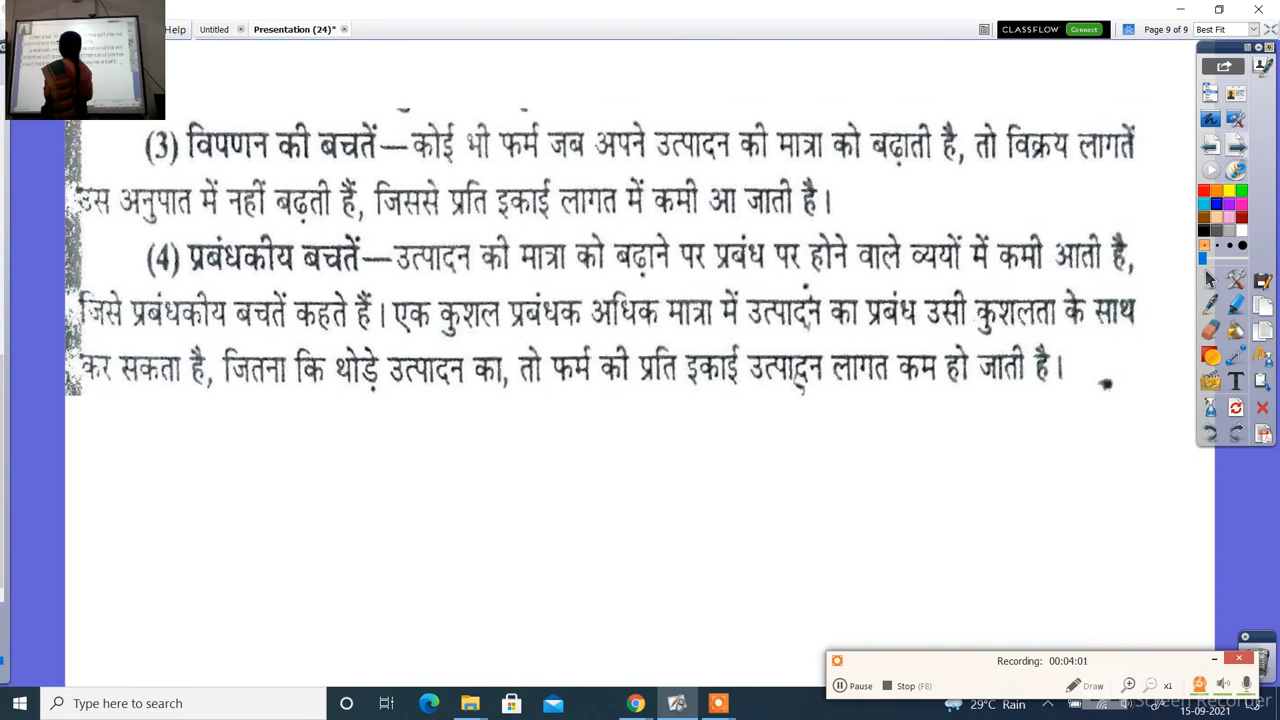 Help
Untitled
Presentation (24)*
CLASSFLOW
Connect
Page 9 of 9
Best Fit
(3) विपणन की बचतें—कोई भी फर्म जब अपने उत्पादन की मात्रा को बढ़ाती है, तो विक्रय लागतें
उस अनुपात में नहीं बढ़ती हैं, जिससे प्रति इकाई लागत में कमी आ जाती है।
(4) प्रबंधकीय बचतें—उत्पादन की मात्रा को बढ़ाने पर प्रबंध पर होने वाले व्ययों में कमी आती है,
जिसे प्रबंधकीय बचतें कहते हैं। एक कुशल प्रबंधक अधिक मात्रा में उत्पादन का प्रबंध उसी कुशलता के साथ
कर सकता है, जितना कि थोड़े उत्पादन का, तो फर्म की प्रति इकाई उत्पादन लागत कम हो जाती है।
Recording: 00:04:01
Pause
Stop (F8)
Draw
x1
Type here to search
29°C Rain
Screen Recorder
15-09-2021